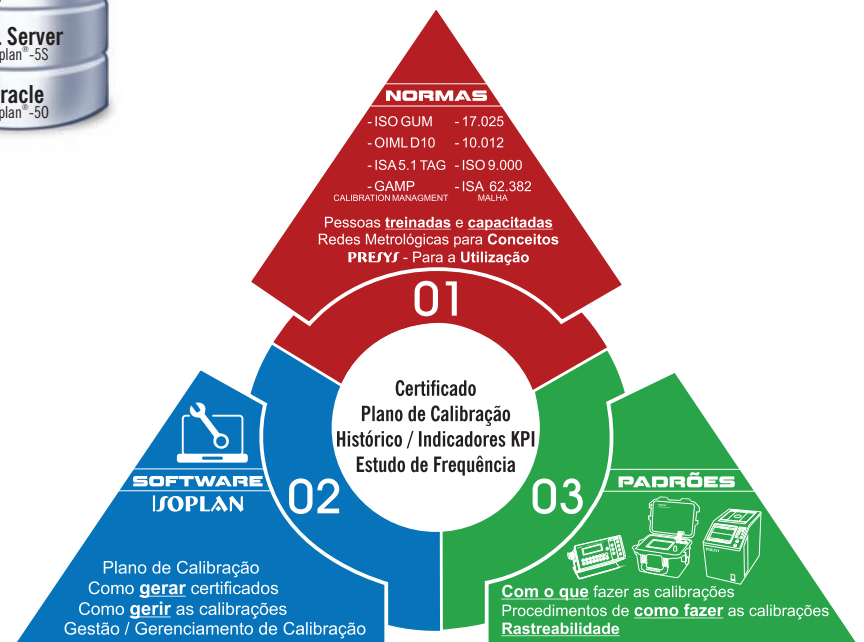 Server
plan®-5S
racle
plan®-5O
NORMAS
- ISO GUM - 17.025
- OIML D10 - 10.012
- ISA 5.1 TAG - ISO 9.000
- GAMP - ISA 62.382
CALIBRATION MANAGMENT MALHA
Pessoas treinadas e capacitadas
Redes Metrológicas para Conceitos
PRESYS - Para a Utilização
01
Certificado
Plano de Calibração
Histórico / Indicadores KPI
Estudo de Frequência
SOFTWARE
ISOPLAN
02
Plano de Calibração
Como gerar certificados
Como gerir as calibrações
Gestão / Gerenciamento de Calibração
03
PADRÕES
Com o que fazer as calibrações
Procedimentos de como fazer as calibrações
Rastreabilidade